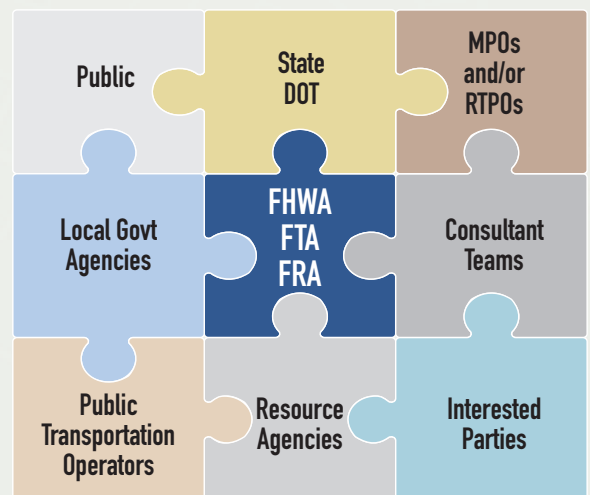 Public
State
DOT
MPOs
and/or
RTPOs
Local Govt
Agencies
FHWA
FTA
FRA
Consultant
Teams
Public
Transportation
Operators
Resource
Agencies
Interested
Parties